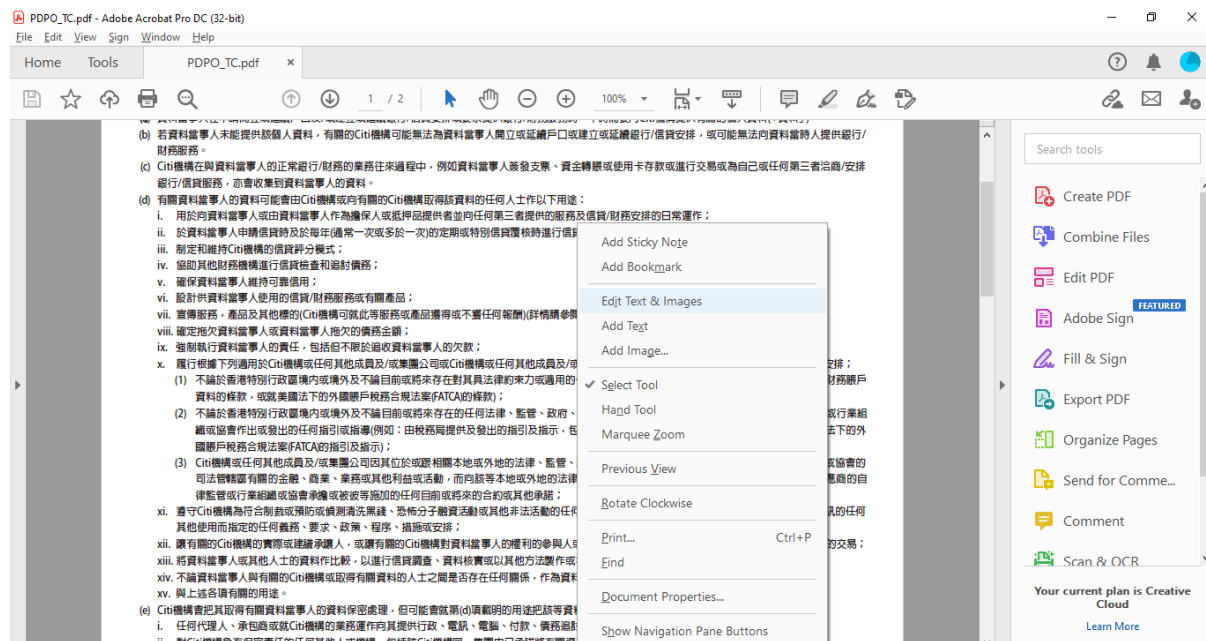 PDPO_TC.pdf - Adobe Acrobat Pro DC (32-bit)
File Edit View Sign Window Help
Home Tools PDPO_TC.pdf ×
1 / 2 100%
(b) 若資料當事人未能提供該個人資料，有關的Citi機構可能無法為資料當事人開立或延續戶口或建立或延續銀行/信貸安排，或可能無法向資料當時人提供銀行/
財務服務。
(c) Citi機構在與資料當事人的正常銀行/財務的業務往來過程中，例如資料當事人簽發支票、資金轉賬或使用卡存款或進行交易或為自己或任何第三者洽商/安排
銀行/信貸服務，亦會收集到資料當事人的資料。
(d) 有關資料當事人的資料可能會由Citi機構或向有關的Citi機構取得該資料的任何人士作以下用途：
i. 用於向資料當事人或由資料當事人作為擔保人或抵押品提供者並向任何第三者提供的服務及信貸/財務安排的日常運作；
ii. 於資料當事人申請信貸時及於每年(通常一次或多於一次)的定期或特別信貸覆核時進行信貸
iii. 制定和維持Citi機構的信貸評分模式；
iv. 協助其他財務機構進行信貸檢查和追討債務；
v. 確保資料當事人維持可靠信用；
vi. 設計供資料當事人使用的信貸/財務服務或有關產品；
vii. 宣傳服務，產品及其他標的(Citi機構可就此等服務或產品獲得或不獲任何報酬)(詳情請參閱
viii. 確定拖欠資料當事人或資料當事人拖欠的債務金額；
ix. 強制執行資料當事人的責任，包括但不限於追收資料當事人的欠款；
x. 履行根據下列適用於Citi機構或任何其他成員及/或集團公司或Citi機構或任何其他成員及/或 安排；
(1) 不論於香港特別行政區境內或境外及不論目前或將來存在對其具法律約束力或適用的 財務賬戶
資料的條款，或就美國法下的外國賬戶稅務合規法案(FATCA)的條款)；
(2) 不論於香港特別行政區境內或境外及不論目前或將來存在的任何法律、監管、政府、 或行業組
織或協會作出或發出的任何指引或指導(例如：由稅務局提供及發出的指引及指示，包 法下的外
國賬戶稅務合規法案(FATCA)的指引及指示)；
(3) Citi機構或任何其他成員及/或集團公司因其位於或跟相關本地或外地的法律、監管、 或協會的
司法管轄區有關的金融、商業、業務或其他利益或活動，而向該等本地或外地的法律 應商的自
律監管或行業組織或協會承擔或被彼等施加的任何目前或將來的合約或其他承諾；
xi. 遵守Citi機構為符合制裁或預防或偵測清洗黑錢、恐怖分子融資活動或其他非法活動的任何 訊的任何
其他使用而指定的任何義務、要求、政策、程序、措施或安排；
xii. 讓有關的Citi機構的實際或建議承讓人，或讓有關的Citi機構對資料當事人的權利的參與人或 的交易；
xiii. 將資料當事人或其他人士的資料作比較，以進行信貸調查、資料核實或以其他方法製作或
xiv. 不論資料當事人與有關的Citi機構或取得有關資料的人士之間是否存在任何關係，作為資料
xv. 與上述各項有關的用途。
(e) Citi機構會把其取得有關資料當事人的資料保密處理，但可能會就第(d)項載明的用途把該等資料
i. 任何代理人、承包商或就Citi機構的業務運作向其提供行政、電訊、電腦、付款、債務追討
Add Sticky Note
Add Bookmark
Edit Text & Images
Add Text
Add Image...
Select Tool
Hand Tool
Marquee Zoom
Previous View
Rotate Clockwise
Print... Ctrl+P
Find
Document Properties...
Show Navigation Pane Buttons
Search tools
Create PDF
Combine Files
Edit PDF
FEATURED
Adobe Sign
Fill & Sign
Export PDF
Organize Pages
Send for Comme...
Comment
Scan & OCR
Your current plan is Creative
Cloud
Learn More